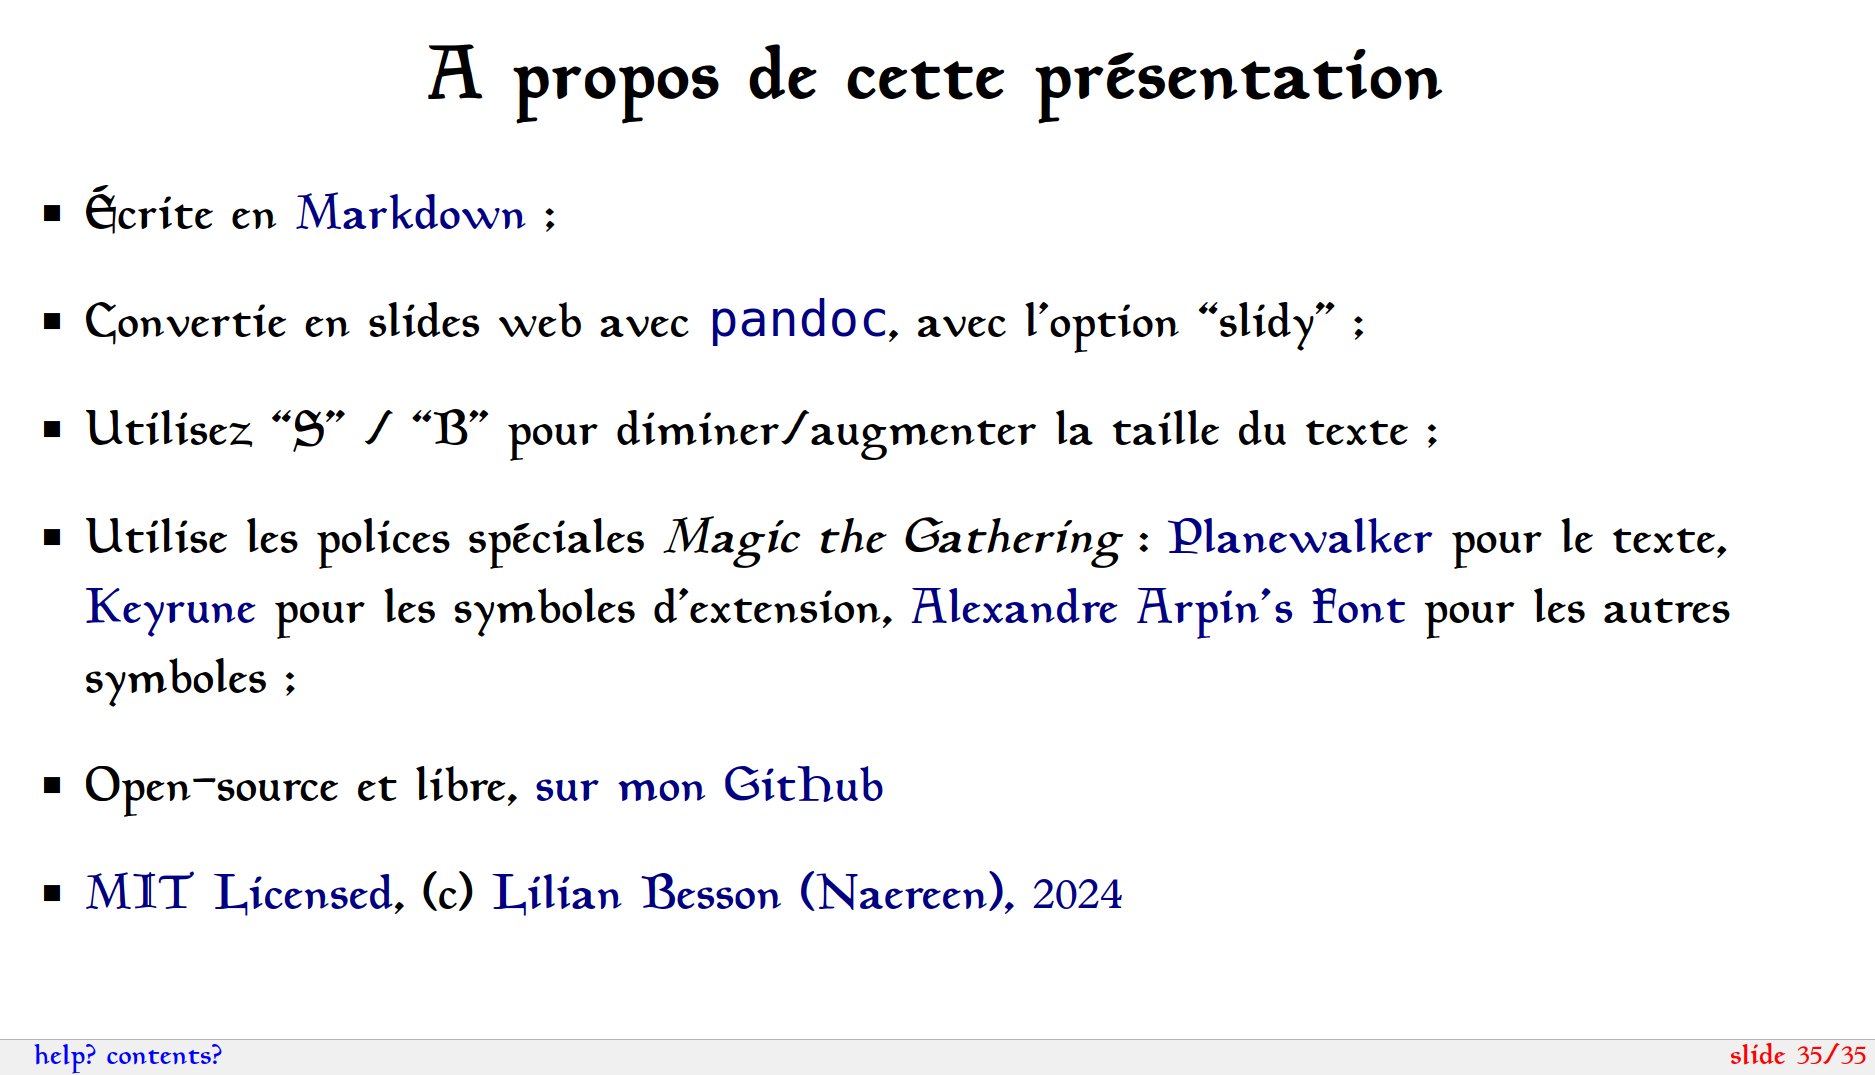 A propos de cette présentation
▪ Écrite en Markdown ;
▪ Convertie en slides web avec pandoc, avec l’option “slidy” ;
▪ Utilisez “S” / “B” pour diminer/augmenter la taille du texte ;
▪ Utilise les polices spéciales Magic the Gathering : Planewalker pour le texte,
Keyrune pour les symboles d’extension, Alexandre Arpin’s Font pour les autres
symboles ;
▪ Open-source et libre, sur mon GitHub
▪ MIT Licensed, (c) Lilian Besson (Naereen), 2024
help? contents? slide 35/35